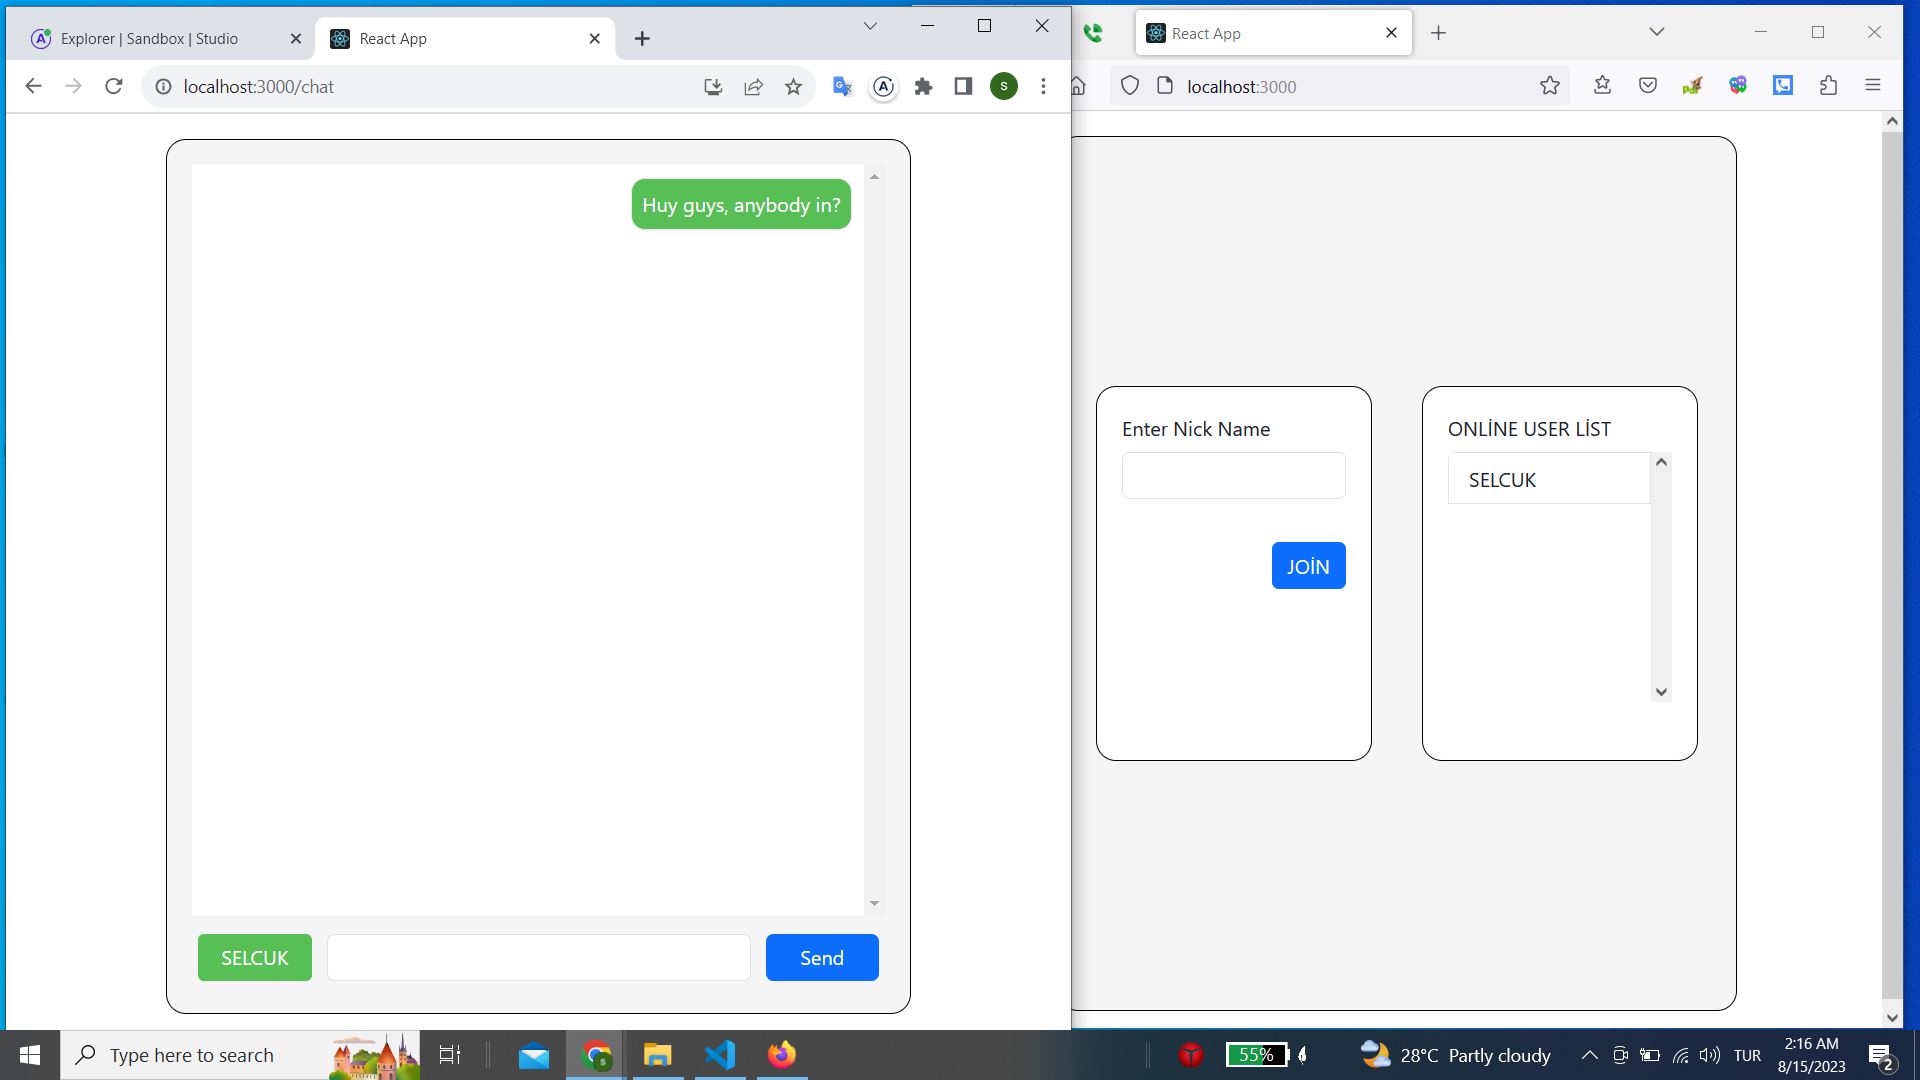 Explorer | Sandbox | Studio
React App
localhost:3000/chat
S
Huy guys, anybody in?
SELCUK
Send
React App
localhost:3000
Enter Nick Name
JOİN
ONLİNE USER LİST
SELCUK
Type here to search
55%
28°C Partly cloudy
TUR
2:16 AM
8/15/2023
2